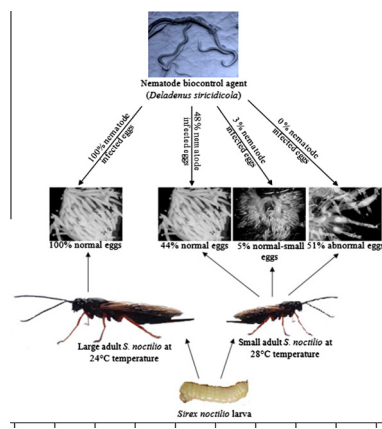 Nematode biocontrol agent
(Deladenus siricidicola)
100% nematode
infected eggs
48% nematode
infected eggs
3 % nematode
infected eggs
0 % nematode
infected eggs
100% normal eggs
44% normal eggs
5% normal-small
eggs
51% abnormal eggs
Large adult S. noctilio at
24°C temperature
Small adult S. noctilio at
28°C temperature
Sirex noctilio larva